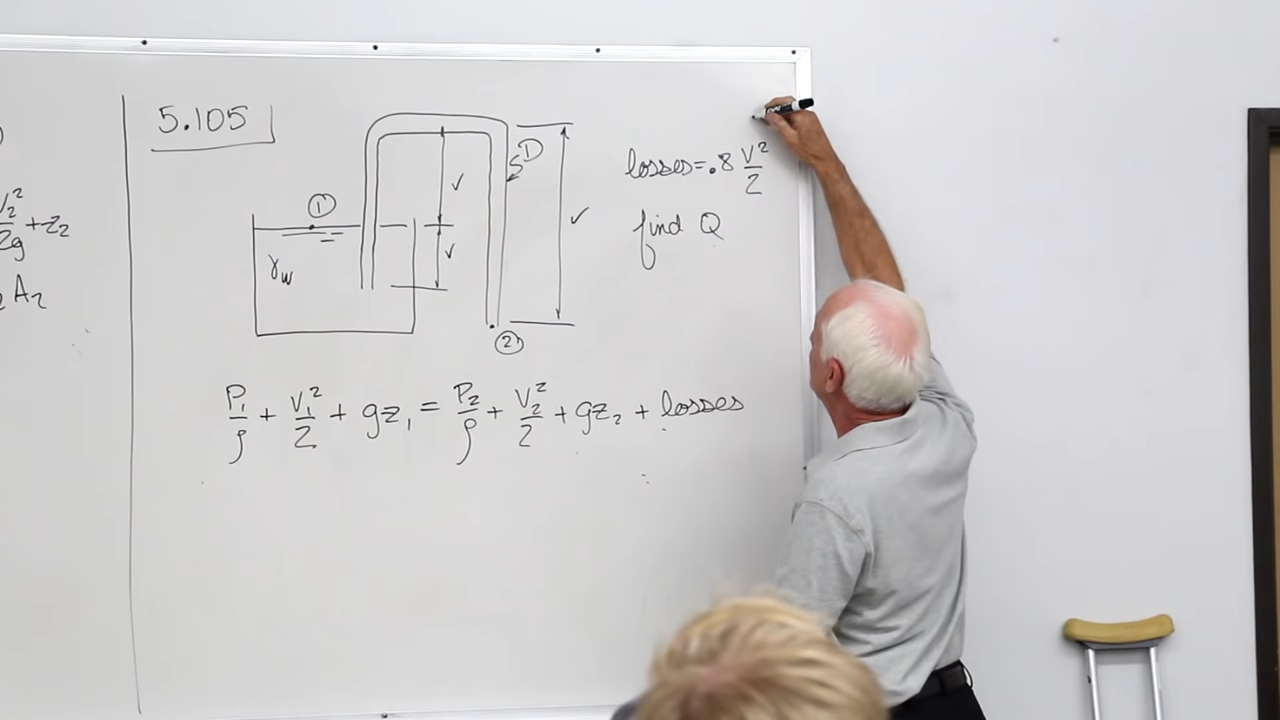 5.105
D
losses = .8 V²/2
find Q
①
γw
②
P₁/ρ + V₁²/2 + gz₁ = P₂/ρ + V₂²/2 + gz₂ + losses
V₂²/2g + z₂
₂A₂